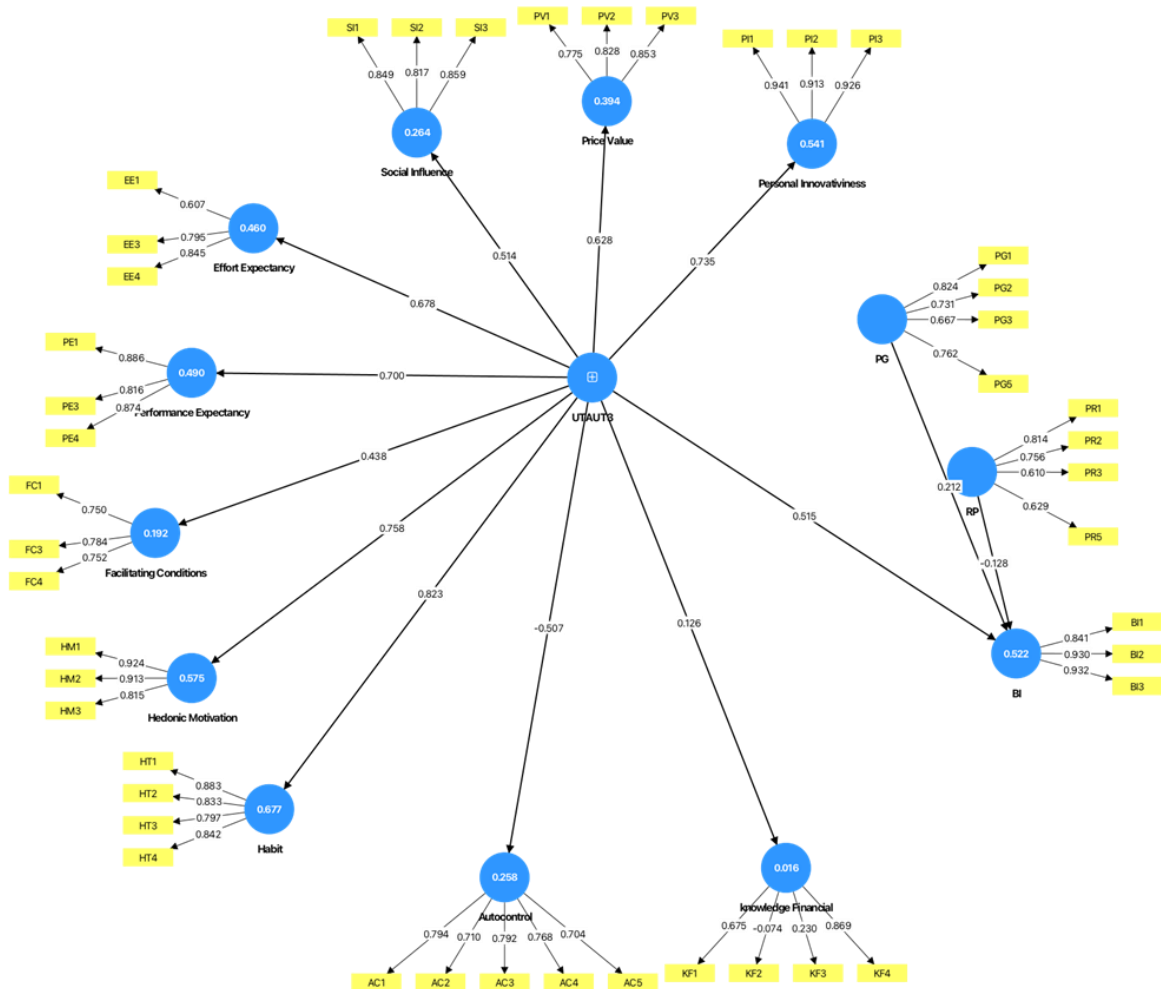 PV1 PV2 PV3
SI1 SI2 SI3
PI1 PI2 PI3
0.775 0.828 0.853
0.849 0.817 0.859
0.941 0.913 0.926
0.394
0.264
Price Value
0.541
Social Influence
Personal Innovativiness
EE1
0.607
EE3
0.795
EE4
0.845
0.460
Effort Expectancy
0.514
0.628
0.735
0.678
PG1
0.824
PG2
0.731
PG3
0.667
PG5
0.762
PG
PE1
0.886
PE3
0.816
PE4
0.874
0.490
Performance Expectancy
0.700
UTAUT3
PR1
0.814
PR2
0.756
PR3
0.610
PR5
0.629
RP
0.212
-0.128
0.438
FC1
0.750
FC3
0.784
FC4
0.752
0.192
Facilitating Conditions
0.758
0.515
0.823
-0.507
0.126
BI1
0.841
BI2
0.930
BI3
0.932
0.522
BI
HM1
0.924
HM2
0.913
HM3
0.815
0.575
Hedonic Motivation
HT1
0.883
HT2
0.833
HT3
0.797
HT4
0.842
0.677
Habit
0.258
Autocontrol
0.794 0.710 0.792 0.768 0.704
AC1 AC2 AC3 AC4 AC5
0.016
knowledge Financial
0.675 -0.074 0.230 0.869
KF1 KF2 KF3 KF4